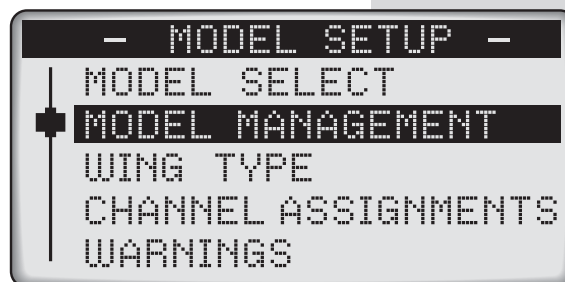 – MODEL SETUP –
MODEL SELECT
MODEL MANAGEMENT
WING TYPE
CHANNEL ASSIGNMENTS
WARNINGS